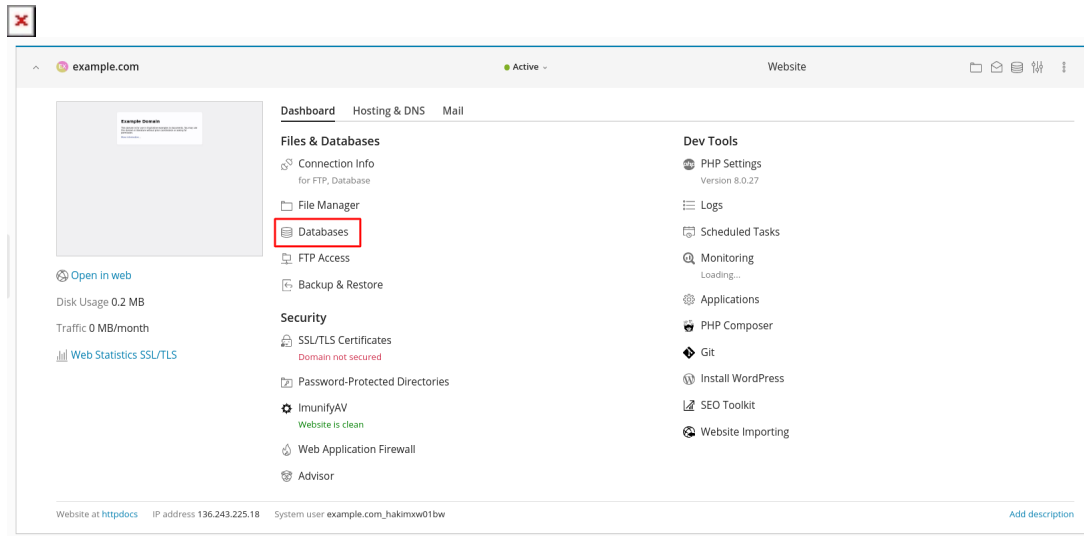 example.com
Active
Website
Example Domain
Dashboard Hosting & DNS Mail
Files & Databases
Connection Info
for FTP, Database
File Manager
Databases
FTP Access
Backup & Restore
Security
SSL/TLS Certificates
Domain not secured
Password-Protected Directories
ImunifyAV
Website is clean
Web Application Firewall
Advisor
Dev Tools
php PHP Settings
Version 8.0.27
Logs
Scheduled Tasks
Monitoring
Loading...
Applications
PHP Composer
Git
Install WordPress
SEO Toolkit
Website Importing
Open in web
Disk Usage 0.2 MB
Traffic 0 MB/month
Web Statistics SSL/TLS
Website at httpdocs IP address 136.243.225.18 System user example.com_hakimxw01bw
Add description